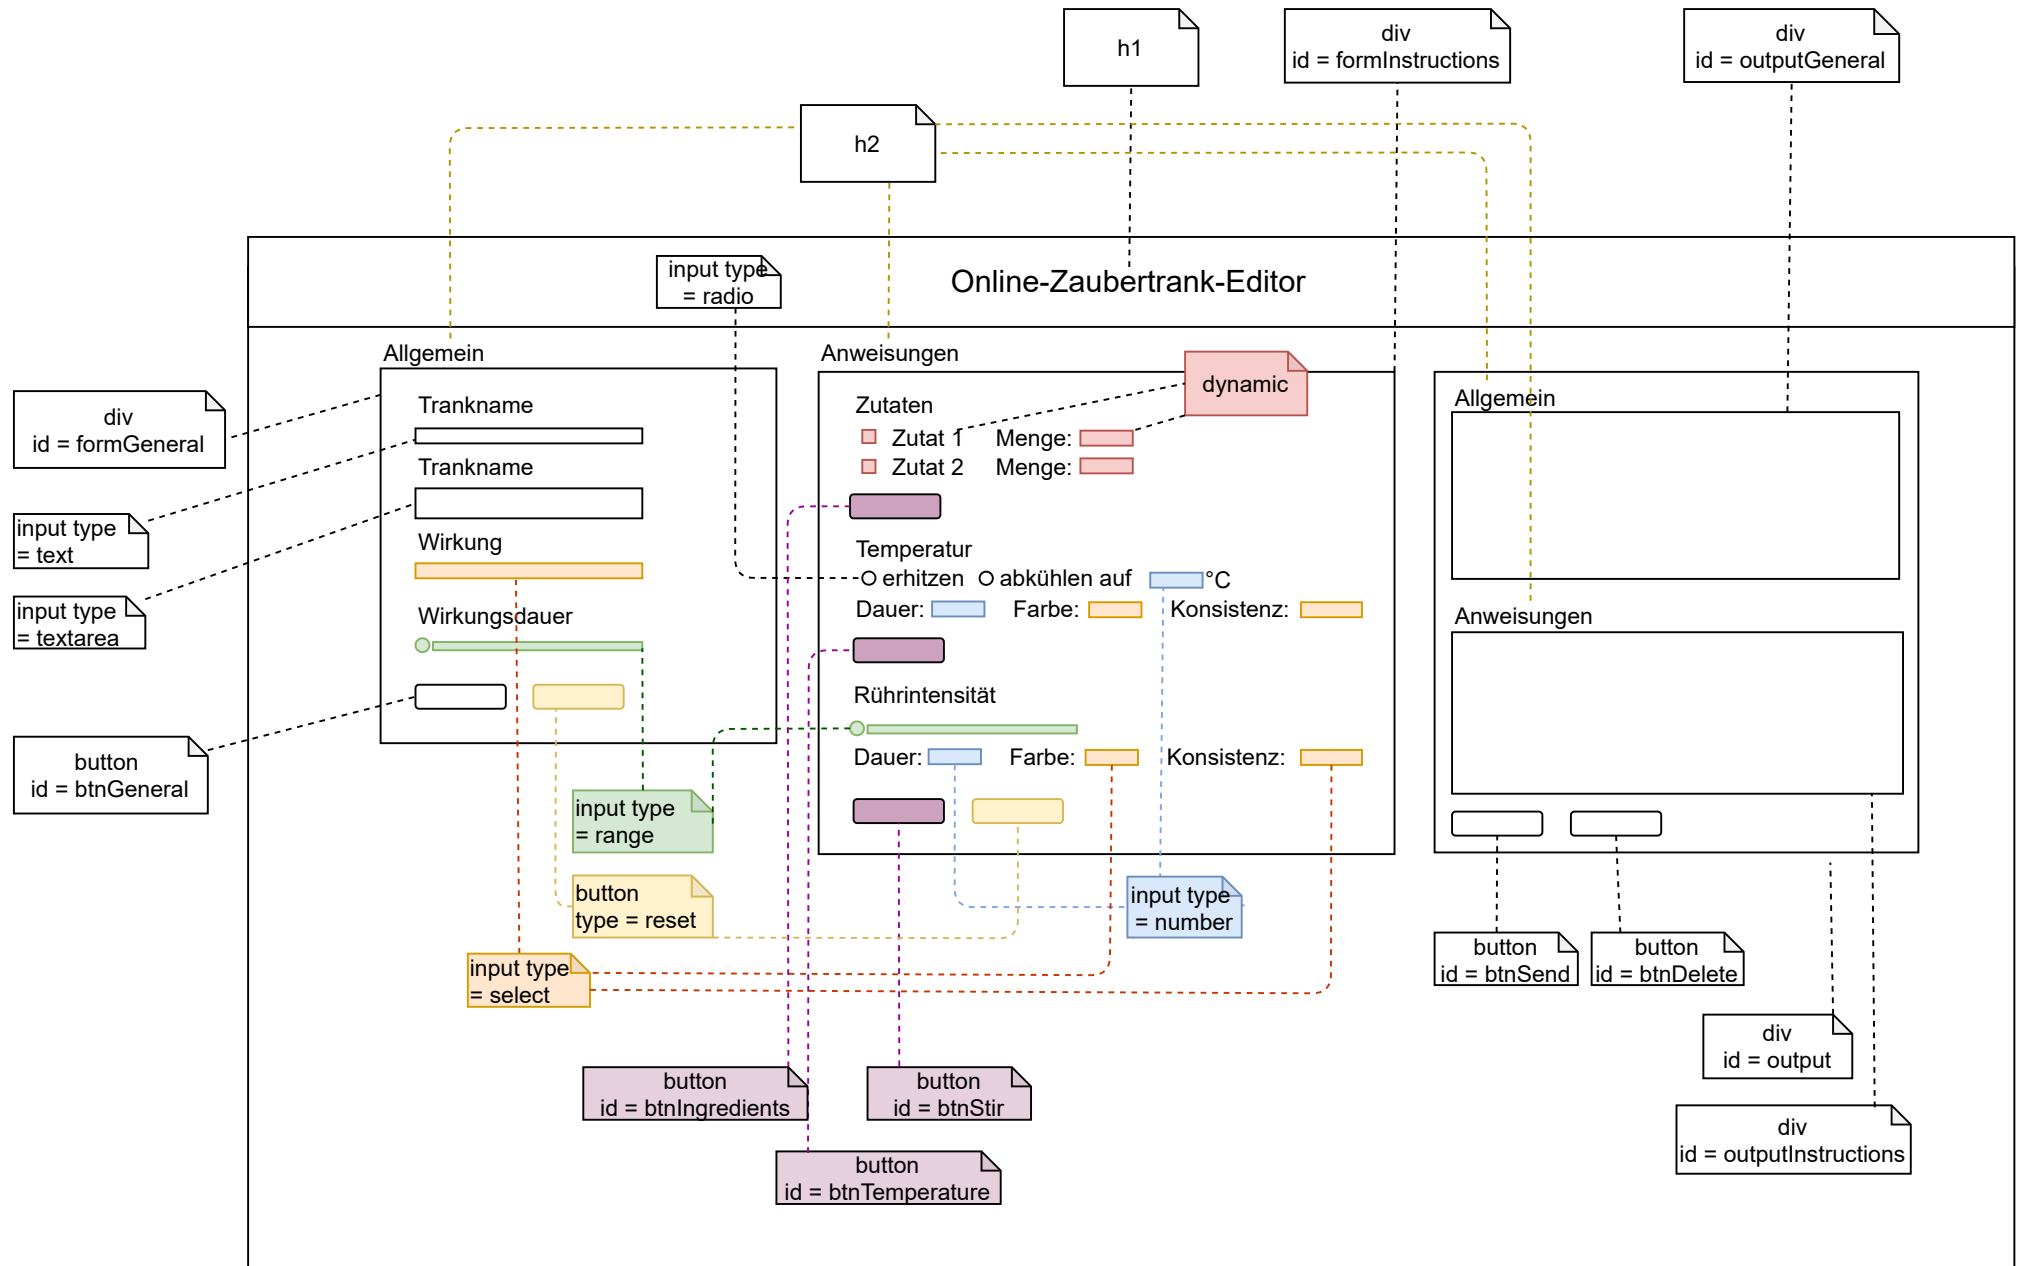 h1
div
id = formInstructions
div
id = outputGeneral
h2
input type
= radio
Online-Zaubertrank-Editor
Allgemein
Anweisungen
dynamic
div
id = formGeneral
input type
= text
input type
= textarea
button
id = btnGeneral
Trankname
Trankname
Wirkung
Wirkungsdauer
Zutaten
Zutat 1 Menge:
Zutat 2 Menge:
Temperatur
erhitzen abkühlen auf °C
Dauer: Farbe: Konsistenz:
Rührintensität
Dauer: Farbe: Konsistenz:
Allgemein
Anweisungen
input type
= range
button
type = reset
input type
= select
input type
= number
button
id = btnSend
button
id = btnDelete
div
id = output
div
id = outputInstructions
button
id = btnIngredients
button
id = btnStir
button
id = btnTemperature